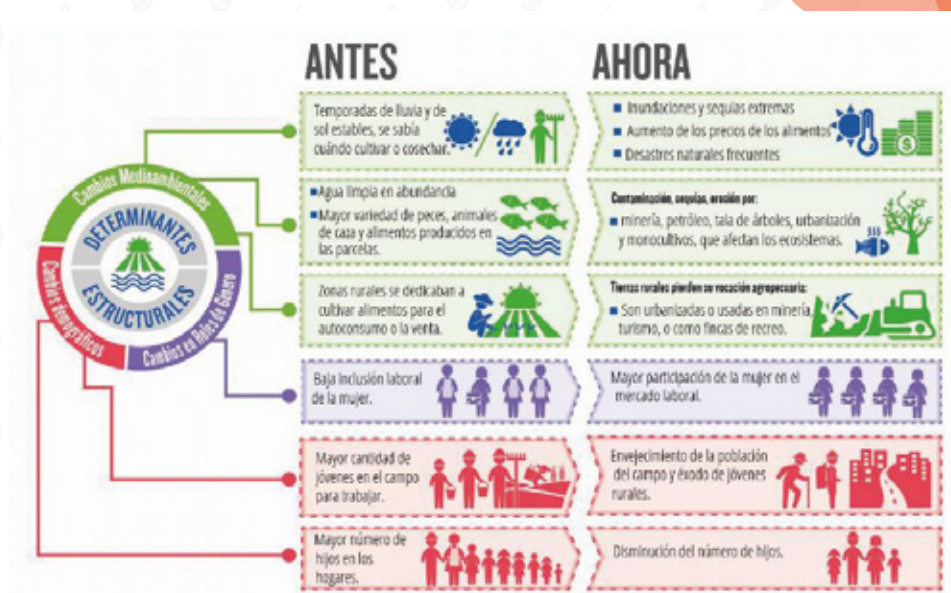 ANTES
AHORA
Temporadas de lluvia y de
sol estables, se sabía
cuándo cultivar o cosechar.
Inundaciones y sequias extremas
Aumento de los precios de los alimentos
Desastres naturales frecuentes
Agua limpia en abundancia
Mayor variedad de peces, animales
de caza y alimentos producidos en
las parcelas.
Contaminación, sequías, erosión por:
minería, petróleo, tala de árboles, urbanización
y monocultivos, que afectan los ecosistemas.
Cambios Medioambientales
DETERMINANTES
ESTRUCTURALES
Cambios demográficos
Cambios en Roles de Género
Zonas rurales se dedicaban a
cultivar alimentos para el
autoconsumo o la venta.
Tierras rurales pierden su vocación agropecuaria:
Son urbanizadas o usadas en minería,
turismo, o como fincas de recreo.
Baja inclusión laboral
de la mujer.
Mayor participación de la mujer en el
mercado laboral.
Mayor cantidad de
jóvenes en el campo
para trabajar.
Envejecimiento de la población
del campo y éxodo de jóvenes
rurales.
Mayor número de
hijos en los
hogares.
Disminución del número de hijos.
$